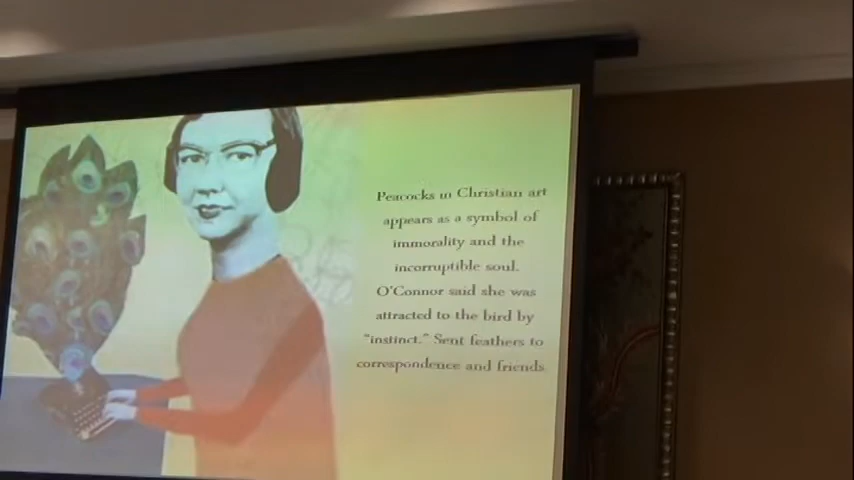 Peacocks in Christian art
appears as a symbol of
immorality and the
incorruptible soul.
O'Connor said she was
attracted to the bird by
"instinct." Sent feathers to
correspondence and friends.